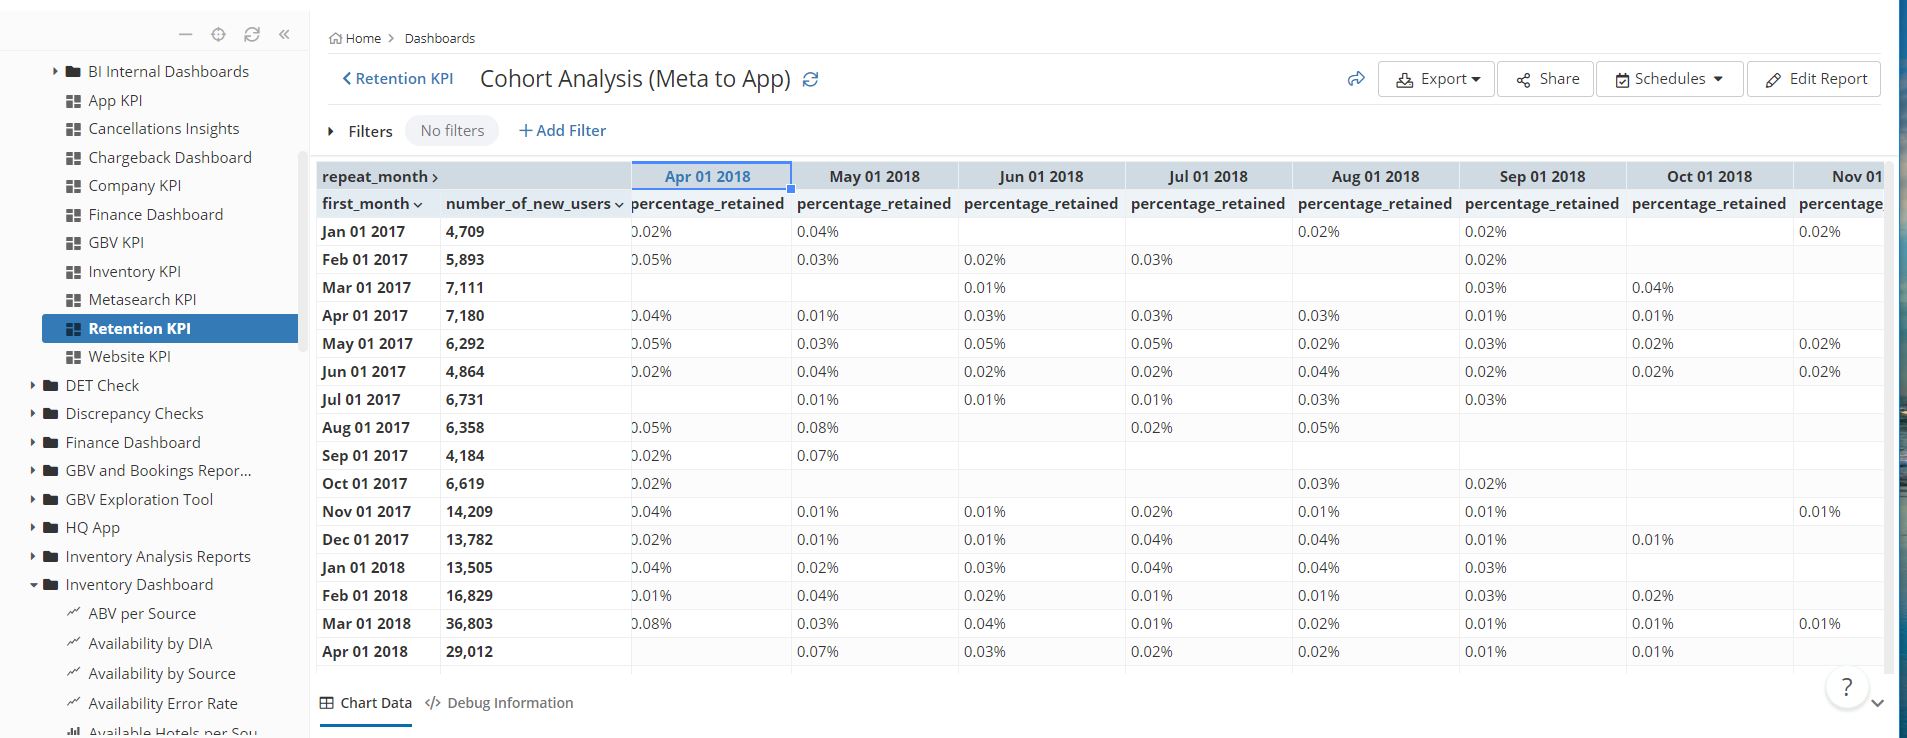 BI Internal Dashboards
App KPI
Cancellations Insights
Chargeback Dashboard
Company KPI
Finance Dashboard
GBV KPI
Inventory KPI
Metasearch KPI
Retention KPI
Website KPI
DET Check
Discrepancy Checks
Finance Dashboard
GBV and Bookings Repor...
GBV Exploration Tool
HQ App
Inventory Analysis Reports
Inventory Dashboard
ABV per Source
Availability by DIA
Availability by Source
Availability Error Rate
Available Hotels per Sou
Home > Dashboards
Retention KPI Cohort Analysis (Meta to App) Export Share Schedules Edit Report
Filters No filters + Add Filter
repeat_month Apr 01 2018 May 01 2018 Jun 01 2018 Jul 01 2018 Aug 01 2018 Sep 01 2018 Oct 01 2018 Nov 01
first_month number_of_new_users percentage_retained percentage_retained percentage_retained percentage_retained percentage_retained percentage_retained percentage_retained percentage
Jan 01 2017 4,709 0.02% 0.04% 0.02% 0.02% 0.02%
Feb 01 2017 5,893 0.05% 0.03% 0.02% 0.03% 0.02%
Mar 01 2017 7,111 0.01% 0.03% 0.04%
Apr 01 2017 7,180 0.04% 0.01% 0.03% 0.03% 0.03% 0.01% 0.01%
May 01 2017 6,292 0.05% 0.03% 0.05% 0.05% 0.02% 0.03% 0.02% 0.02%
Jun 01 2017 4,864 0.02% 0.04% 0.02% 0.02% 0.04% 0.02% 0.02% 0.02%
Jul 01 2017 6,731 0.01% 0.01% 0.01% 0.03% 0.03%
Aug 01 2017 6,358 0.05% 0.08% 0.02% 0.05%
Sep 01 2017 4,184 0.02% 0.07%
Oct 01 2017 6,619 0.02% 0.03% 0.02%
Nov 01 2017 14,209 0.04% 0.01% 0.01% 0.02% 0.01% 0.01% 0.01%
Dec 01 2017 13,782 0.02% 0.01% 0.01% 0.04% 0.04% 0.01% 0.01%
Jan 01 2018 13,505 0.04% 0.02% 0.03% 0.04% 0.04% 0.03%
Feb 01 2018 16,829 0.01% 0.04% 0.02% 0.01% 0.01% 0.03% 0.02%
Mar 01 2018 36,803 0.08% 0.03% 0.04% 0.01% 0.02% 0.01% 0.01% 0.01%
Apr 01 2018 29,012 0.07% 0.03% 0.02% 0.02% 0.01% 0.01%
?
Chart Data </> Debug Information